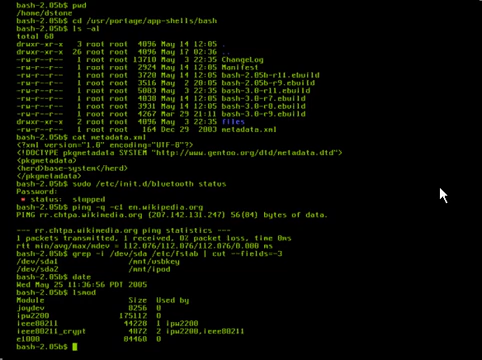 bash-2.05b$ pwd
/home/dstone
bash-2.05b$ cd /usr/portage/app-shells/bash
bash-2.05b$ ls -al
total 68
drwxr-xr-x 3 root root 4096 May 14 12:05 .
drwxr-xr-x 26 root root 4096 May 17 02:36 ..
-rw-r--r-- 1 root root 13710 May 3 22:35 ChangeLog
-rw-r--r-- 1 root root 2924 May 14 12:05 Manifest
-rw-r--r-- 1 root root 3720 May 14 12:05 bash-2.05b-r11.ebuild
-rw-r--r-- 1 root root 3516 May 2 20:05 bash-2.05b-r9.ebuild
-rw-r--r-- 1 root root 5083 May 3 22:35 bash-3.0-r11.ebuild
-rw-r--r-- 1 root root 4038 May 14 12:05 bash-3.0-r7.ebuild
-rw-r--r-- 1 root root 3931 May 14 12:05 bash-3.0-r8.ebuild
-rw-r--r-- 1 root root 4267 Mar 29 21:11 bash-3.0-r9.ebuild
drwxr-xr-x 2 root root 4096 May 3 22:35 files
-rw-r--r-- 1 root root 164 Dec 29 2003 metadata.xml
bash-2.05b$ cat metadata.xml
<?xml version="1.0" encoding="UTF-8"?>
<!DOCTYPE pkgmetadata SYSTEM "http://www.gentoo.org/dtd/metadata.dtd">
<pkgmetadata>
<herd>base-system</herd>
</pkgmetadata>
bash-2.05b$ sudo /etc/init.d/bluetooth status
Password:
* status: stopped
bash-2.05b$ ping -q -c1 en.wikipedia.org
PING rr.chtpa.wikimedia.org (207.142.131.247) 56(84) bytes of data.

--- rr.chtpa.wikimedia.org ping statistics ---
1 packets transmitted, 1 received, 0% packet loss, time 0ms
rtt min/avg/max/mdev = 112.076/112.076/112.076/0.000 ms
bash-2.05b$ grep -i /dev/sda /etc/fstab | cut --fields=-3
/dev/sda1 /mnt/usbkey
/dev/sda2 /mnt/ipod
bash-2.05b$ date
Wed May 25 11:36:56 PDT 2005
bash-2.05b$ lsmod
Module Size Used by
joydev 8256 0
ipw2200 175112 0
ieee80211 44228 1 ipw2200
ieee80211_crypt 4872 2 ipw2200,ieee80211
e1000 84468 0
bash-2.05b$